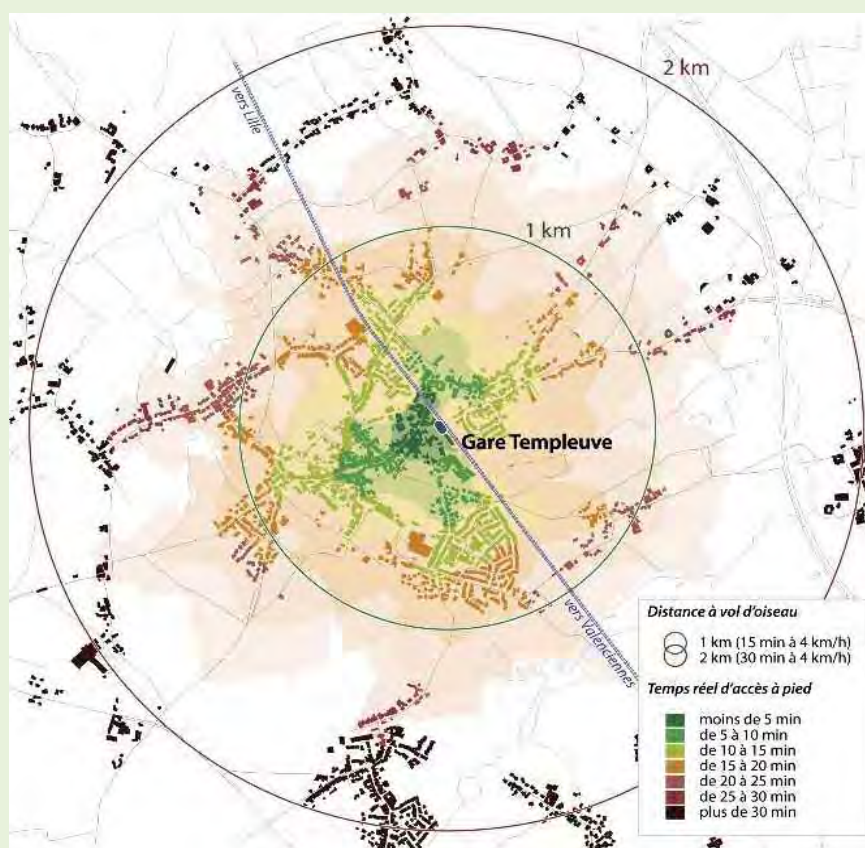 2 km
vers Lille
1 km
Gare Templeuve
vers Valenciennes
Distance à vol d'oiseau
1 km (15 min à 4 km/h)
2 km (30 min à 4 km/h)
Temps réel d'accès à pied
moins de 5 min
de 5 à 10 min
de 10 à 15 min
de 15 à 20 min
de 20 à 25 min
de 25 à 30 min
plus de 30 min